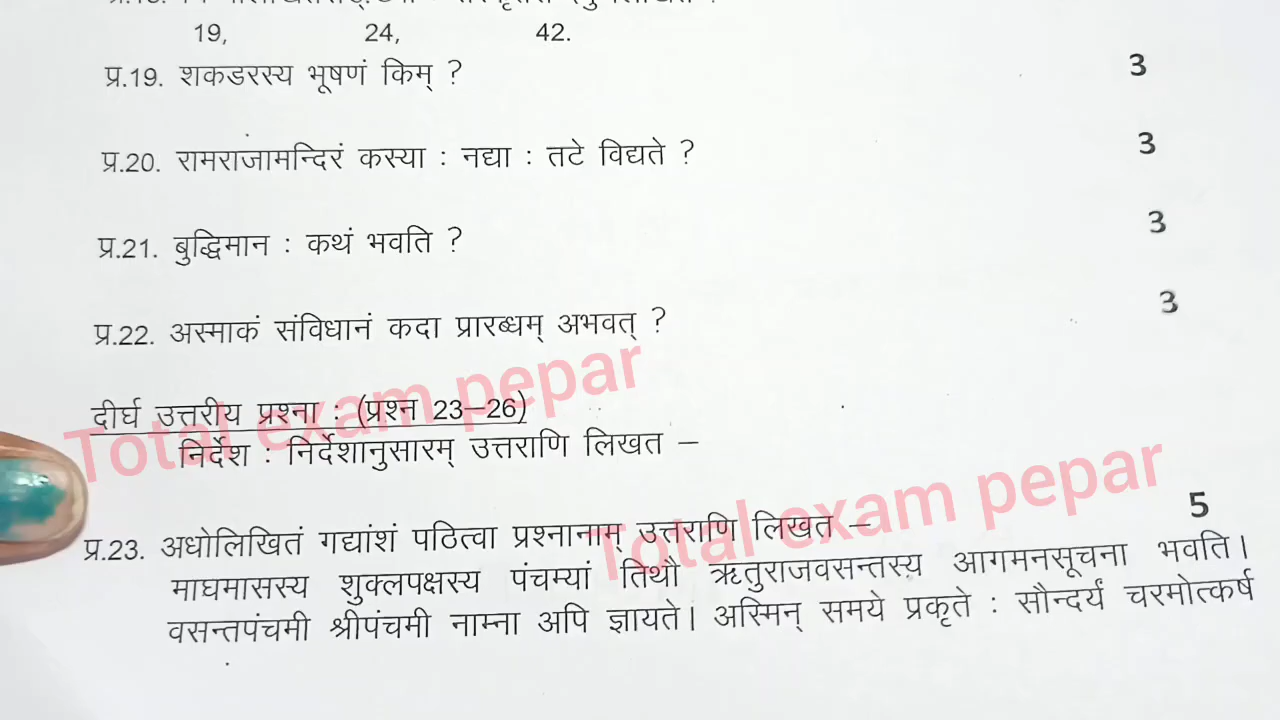 19, 24, 42.
प्र.19. शकडरस्य भूषणं किम् ? 3
प्र.20. रामराजामन्दिरं कस्या : नद्या : तटे विद्यते ? 3
प्र.21. बुद्धिमान : कथं भवति ? 3
प्र.22. अस्माकं संविधानं कदा प्रारब्धम् अभवत् ? 3
Total exam pepar
दीर्घ उत्तरीय प्रश्ना : (प्रश्न 23–26)
निर्देश : निर्देशानुसारम् उत्तराणि लिखत –
Total exam pepar
प्र.23. अधोलिखितं गद्यांशं पठित्वा प्रश्नानाम् उत्तराणि लिखत – 5
माघमासस्य शुक्लपक्षस्य पंचम्यां तिथौ ऋतुराजवसन्तस्य आगमनसूचना भवति।
वसन्तपंचमी श्रीपंचमी नाम्ना अपि ज्ञायते। अस्मिन् समये प्रकृते : सौन्दर्यं चरमोत्कर्ष